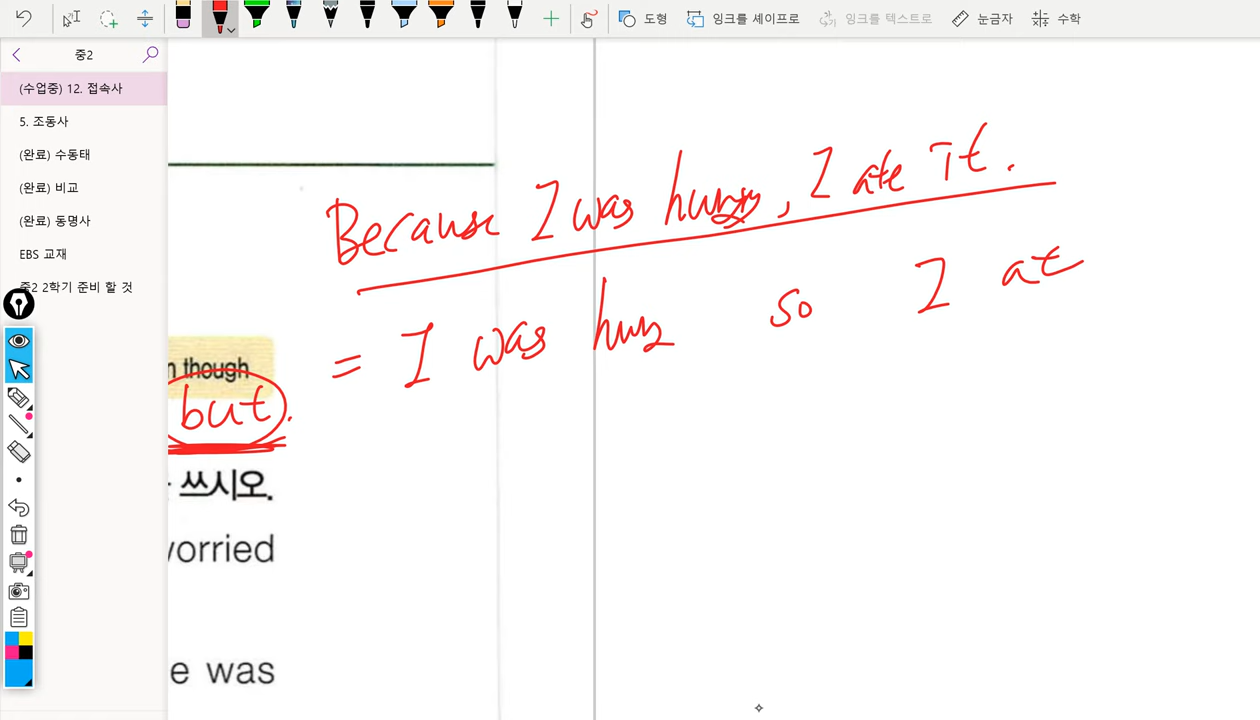 도형
잉크를 셰이프로
잉크를 텍스트로
눈금자
수학
중2
(수업중) 12. 접속사
5. 조동사
(완료) 수동태
(완료) 비교
(완료) 동명사
EBS 교재
중2 2학기 준비 할 것
Because I was hungry, I ate it.
= I was hun so I at
n though
but.
쓰시오.
vorried
e was